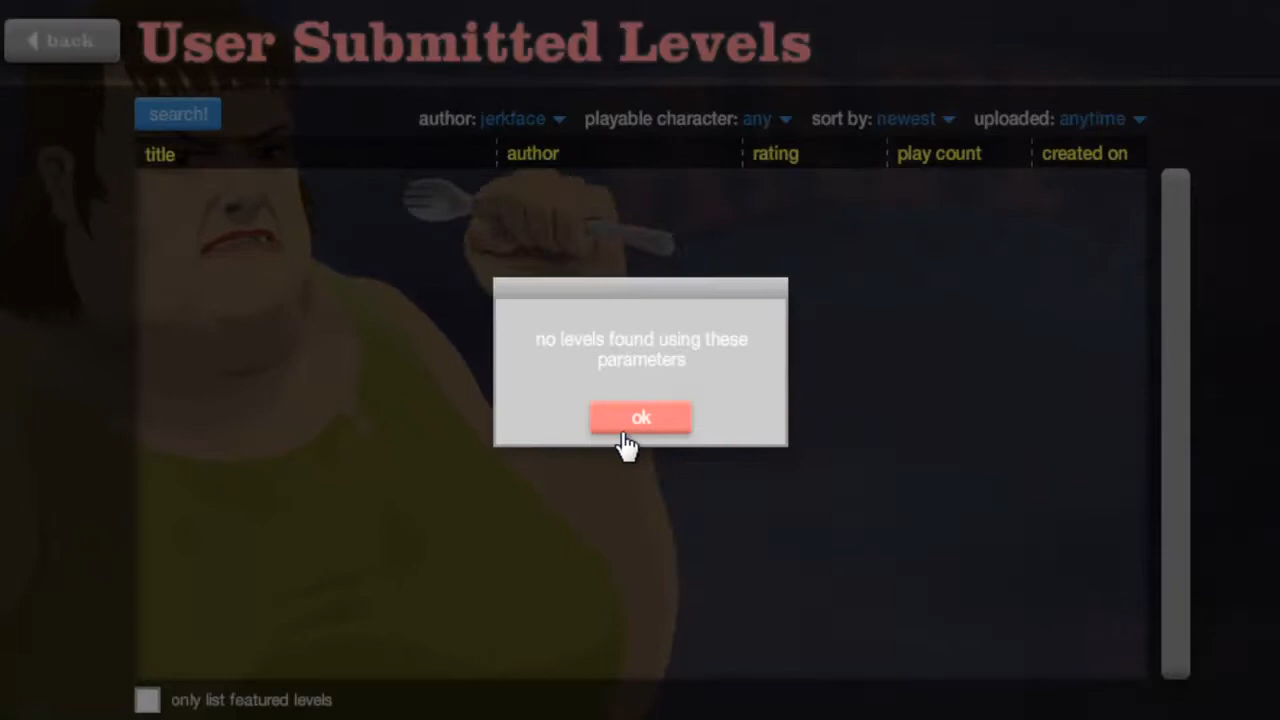 back
User Submitted Levels
search!
author: jerkface playable character: any sort by: newest uploaded: anytime
title author rating play count created on
no levels found using these
parameters
ok
only list featured levels